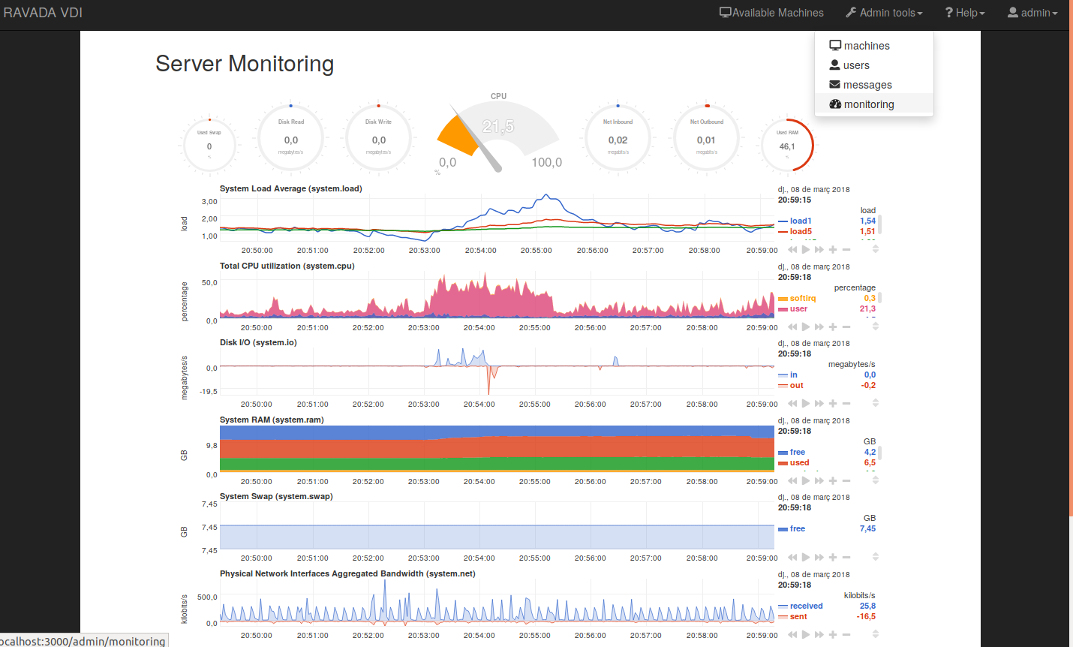 RAVADA VDI
Available Machines Admin tools Help admin
machines
users
messages
monitoring
Server Monitoring
CPU
Used Swap 0 %
Disk Read 0,0 megabytes/s
Disk Write 0,0 megabytes/s
21,5
0,0 100,0
%
Net Inbound 0,02 megabits/s
Net Outbound 0,01 megabits/s
Used RAM 46,1 %
System Load Average (system.load)
dj., 08 de març 2018
20:59:15
load
3,00
2,00
1,00
load
load1 1,54
load5 1,51
20:50:00 20:51:00 20:52:00 20:53:00 20:54:00 20:55:00 20:56:00 20:57:00 20:58:00 20:59:00
Total CPU utilization (system.cpu)
dj., 08 de març 2018
20:59:18
percentage
50,0
0,0
percentage
softirq 0,3
user 21,3
20:50:00 20:51:00 20:52:00 20:53:00 20:54:00 20:55:00 20:56:00 20:57:00 20:58:00 20:59:00
Disk I/O (system.io)
dj., 08 de març 2018
20:59:18
megabytes/s
0,0
-19,5
megabytes/s
in 0,0
out -0,2
20:50:00 20:51:00 20:52:00 20:53:00 20:54:00 20:55:00 20:56:00 20:57:00 20:58:00 20:59:00
System RAM (system.ram)
dj., 08 de març 2018
20:59:18
GB
9,8
0,0
GB
free 4,2
used 6,5
20:50:00 20:51:00 20:52:00 20:53:00 20:54:00 20:55:00 20:56:00 20:57:00 20:58:00 20:59:00
System Swap (system.swap)
dj., 08 de març 2018
20:59:18
GB
7,45
7,45
7,45
GB
free 7,45
20:50:00 20:51:00 20:52:00 20:53:00 20:54:00 20:55:00 20:56:00 20:57:00 20:58:00 20:59:00
Physical Network Interfaces Aggregated Bandwidth (system.net)
dj., 08 de març 2018
20:59:18
kilobits/s
500,0
0,0
kilobits/s
received 25,8
sent -16,5
20:50:00 20:51:00 20:52:00 20:53:00 20:54:00 20:55:00 20:56:00 20:57:00 20:58:00 20:59:00
ocalhost:3000/admin/monitoring